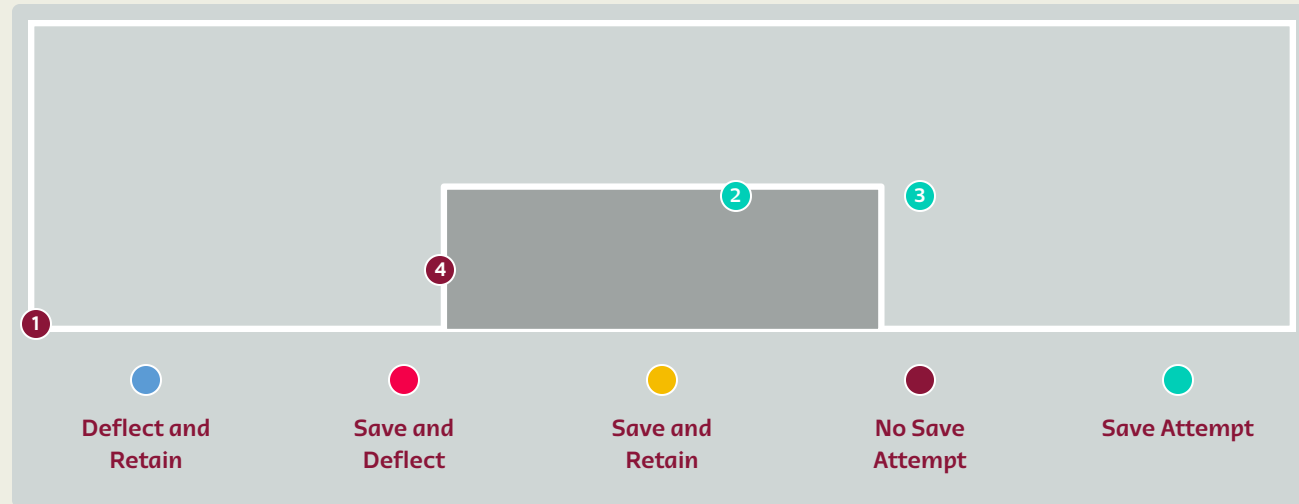 2
3
4
1
Deflect and
Retain
Save and
Deflect
Save and
Retain
No Save
Attempt
Save Attempt